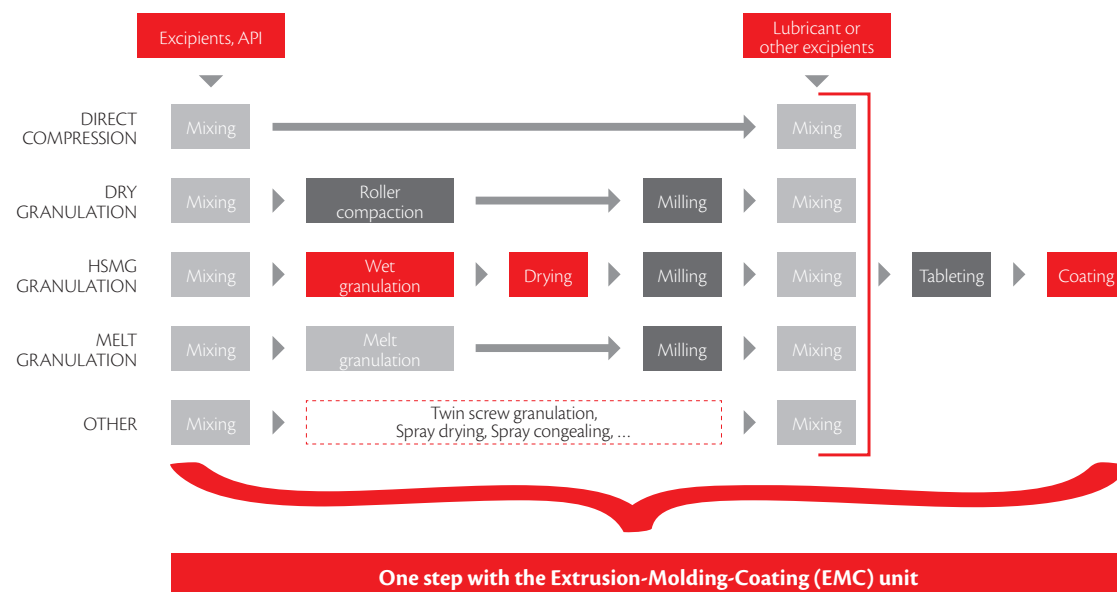 Excipients, API
Lubricant or
other excipients
DIRECT
COMPRESSION
Mixing
Mixing
DRY
GRANULATION
Mixing
Roller
compaction
Milling
Mixing
HSMG
GRANULATION
Mixing
Wet
granulation
Drying
Milling
Mixing
Tableting
Coating
MELT
GRANULATION
Mixing
Melt
granulation
Milling
Mixing
OTHER
Mixing
Twin screw granulation,
Spray drying, Spray congealing, ...
Mixing
One step with the Extrusion-Molding-Coating (EMC) unit